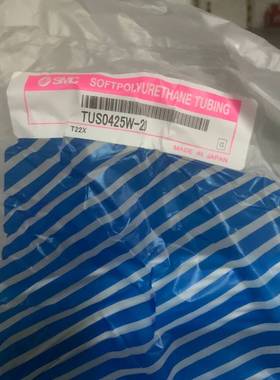 SMC SOFTPOLYURETHANE TUBING
TUS0425W-20
T22X
G
MADE IN JAPAN